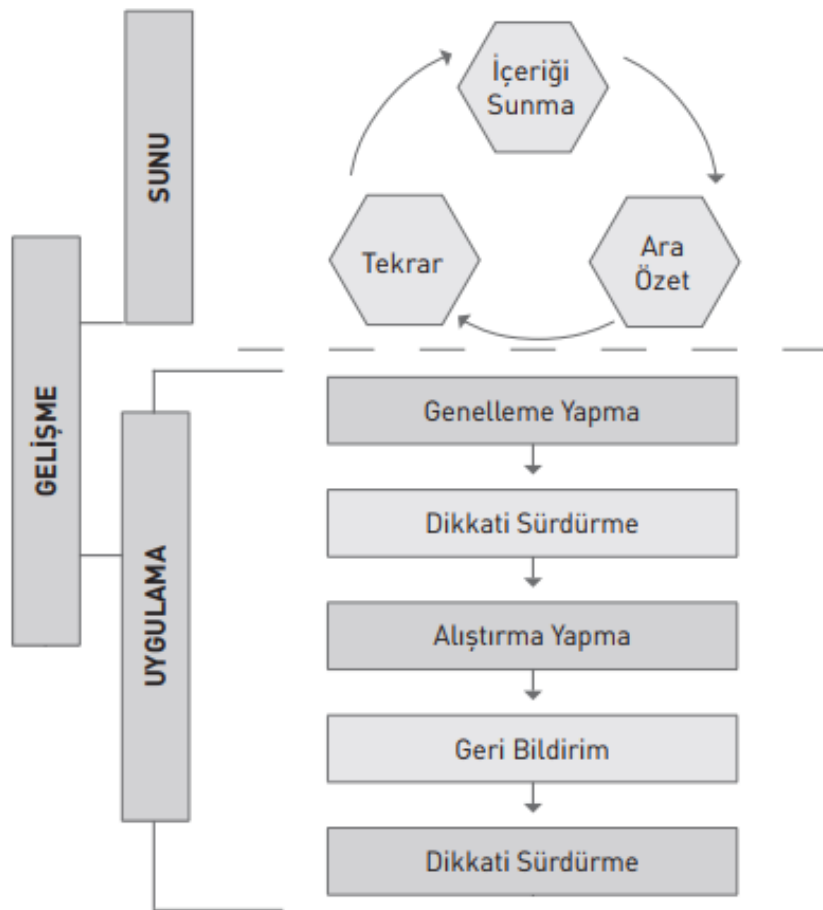 SUNU
GELİŞME
UYGULAMA
İçeriği
Sunma
Tekrar
Ara
Özet
Genelleme Yapma
Dikkati Sürdürme
Alıştırma Yapma
Geri Bildirim
Dikkati Sürdürme